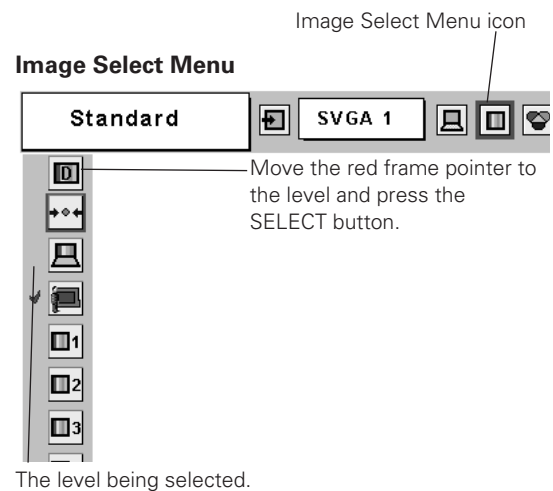 Image Select Menu icon
Image Select Menu
Standard
SVGA 1
D
Move the red frame pointer to
the level and press the
SELECT button.
1
2
3
The level being selected.